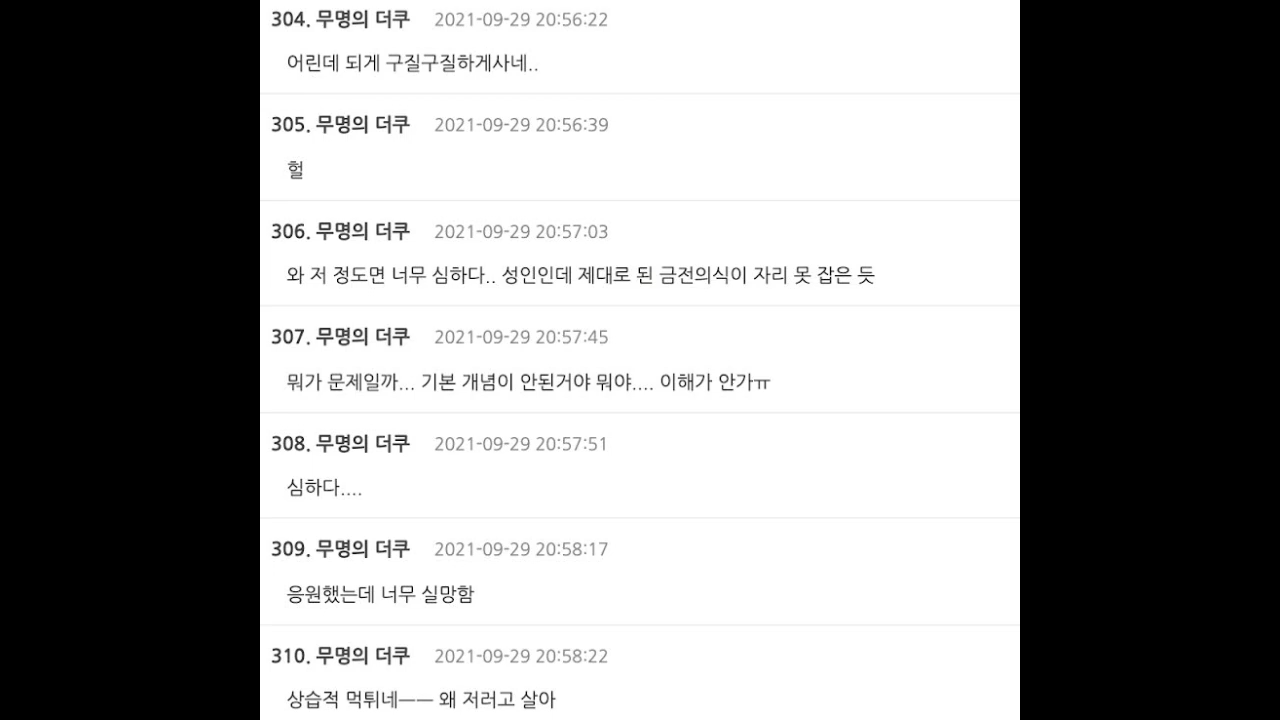 304. 무명의 더쿠 2021-09-29 20:56:22
어린데 되게 구질구질하게사네..
305. 무명의 더쿠 2021-09-29 20:56:39
헐
306. 무명의 더쿠 2021-09-29 20:57:03
와 저 정도면 너무 심하다.. 성인인데 제대로 된 금전의식이 자리 못 잡은 듯
307. 무명의 더쿠 2021-09-29 20:57:45
뭐가 문제일까... 기본 개념이 안된거야 뭐야.... 이해가 안가ㅠ
308. 무명의 더쿠 2021-09-29 20:57:51
심하다....
309. 무명의 더쿠 2021-09-29 20:58:17
응원했는데 너무 실망함
310. 무명의 더쿠 2021-09-29 20:58:22
상습적 먹튀네—— 왜 저러고 살아